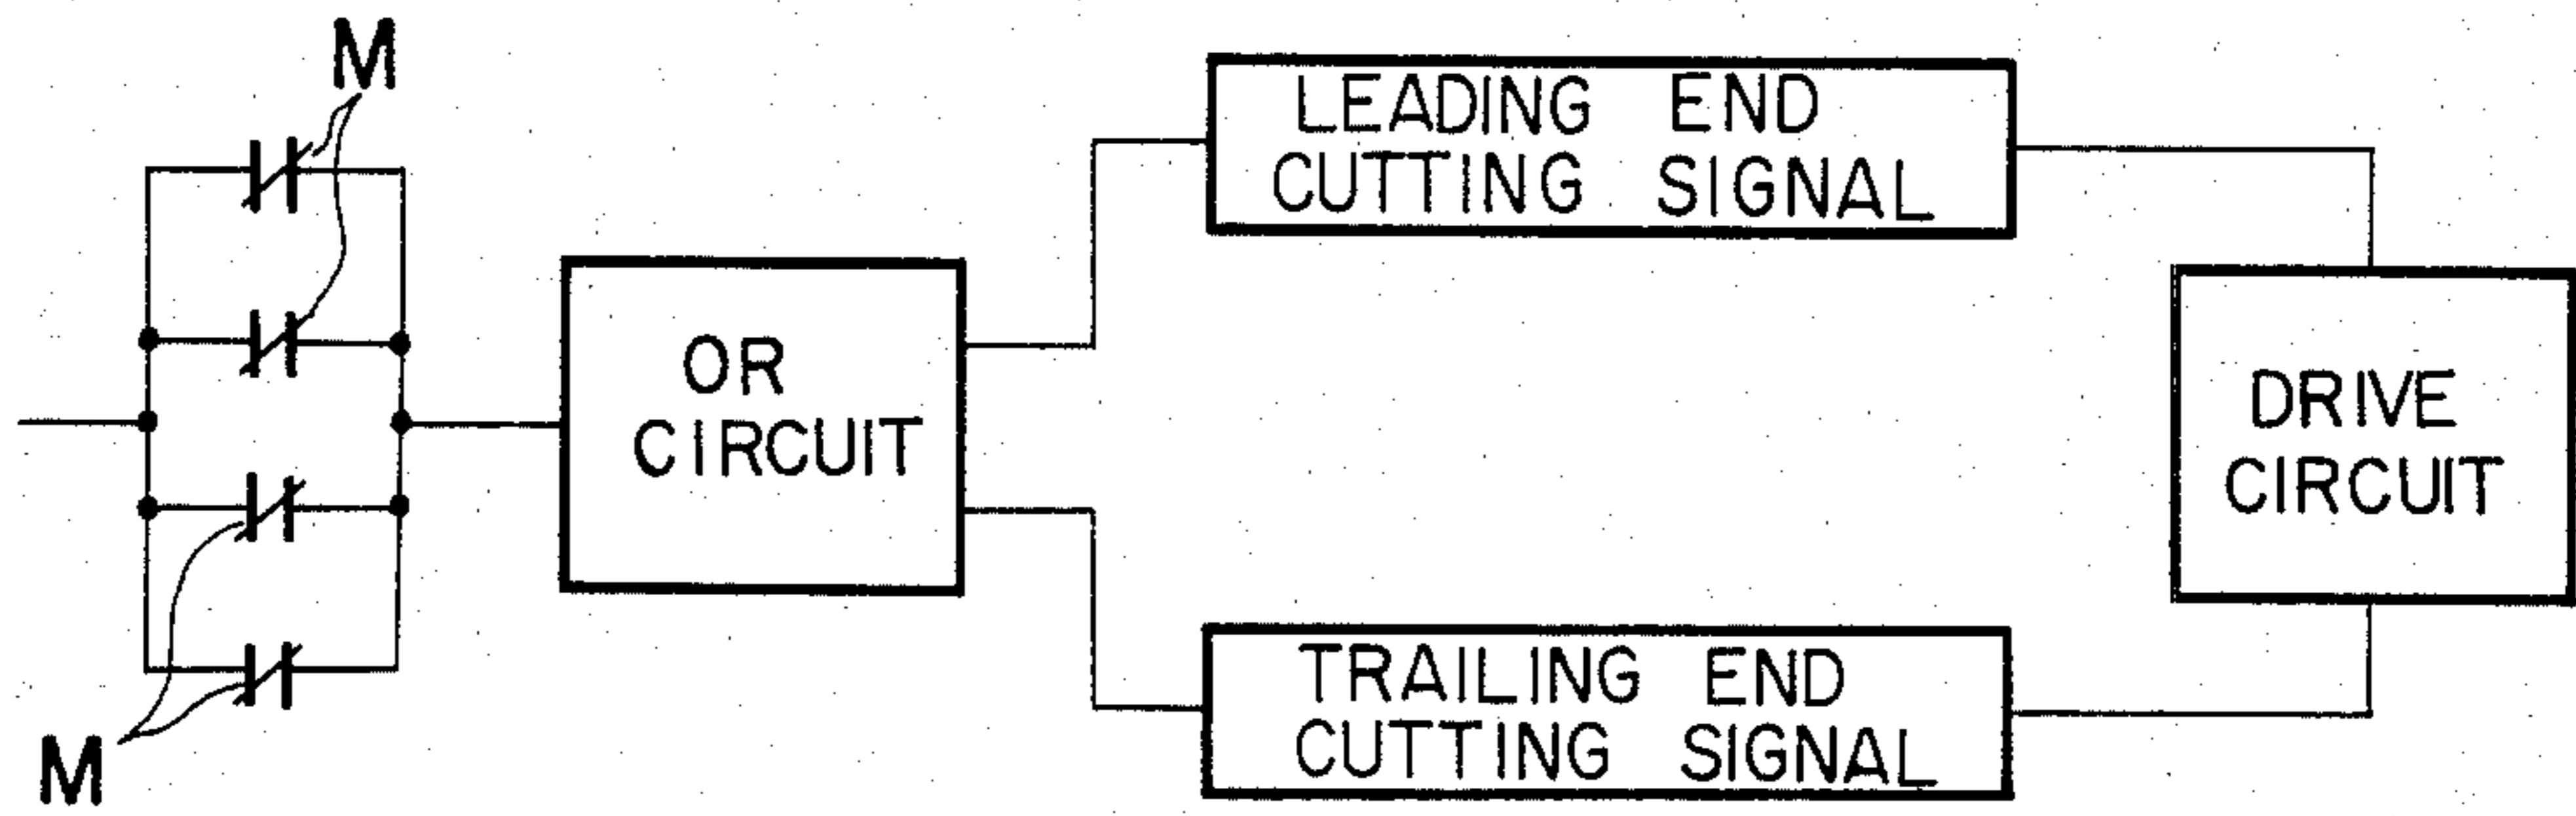 M
LEADING END
CUTTING SIGNAL
OR
CIRCUIT
DRIVE
CIRCUIT
TRAILING END
CUTTING SIGNAL
M